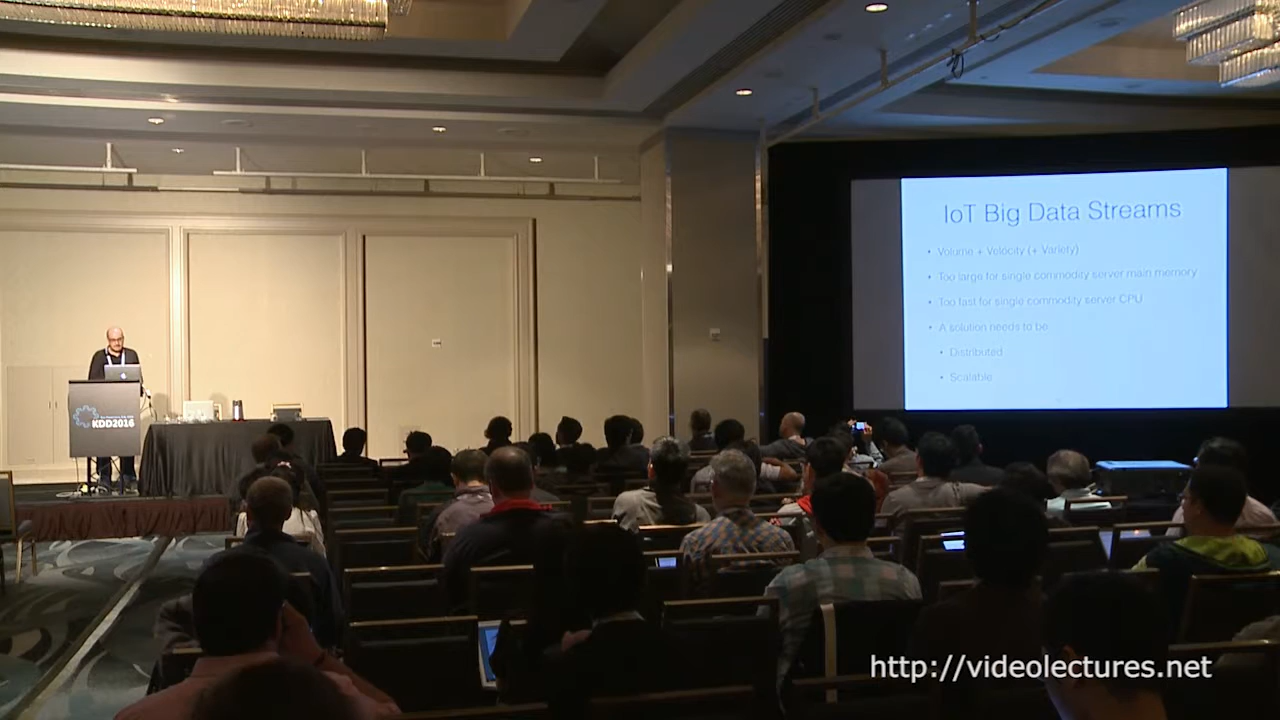 IoT Big Data Streams
• Volume + Velocity (+ Variety)
• Too large for single commodity server main memory
• Too fast for single commodity server CPU
• A solution needs to be
• Distributed
• Scalable
KDD2016
http://videolectures.net